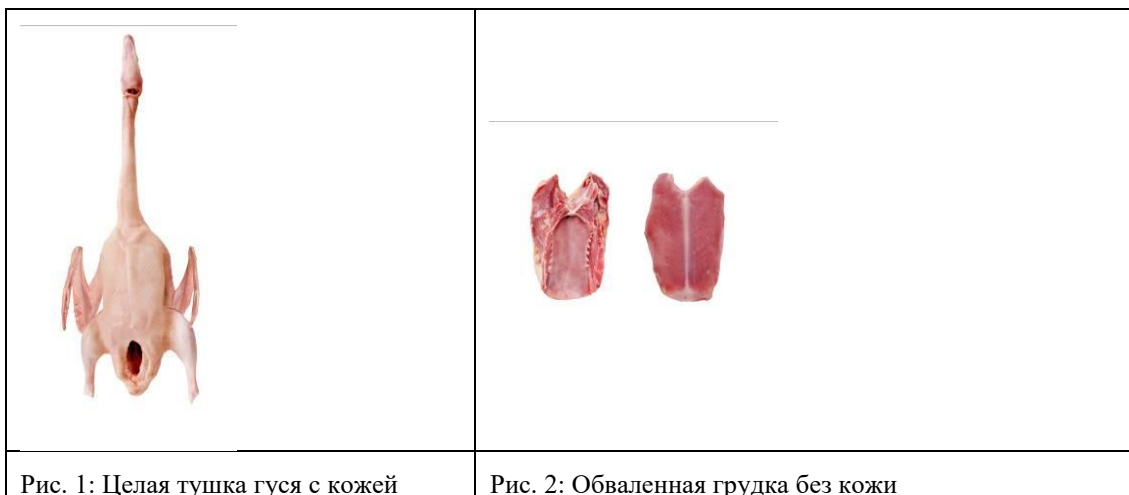 Рис. 1: Целая тушка гуся с кожей
Рис. 2: Обваленная грудка без кожи